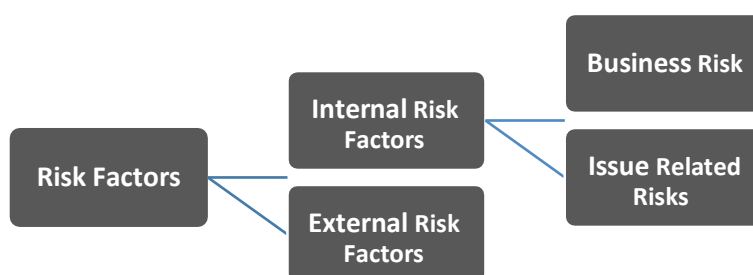 Risk Factors
Internal Risk
Factors
External Risk
Factors
Business Risk
Issue Related
Risks